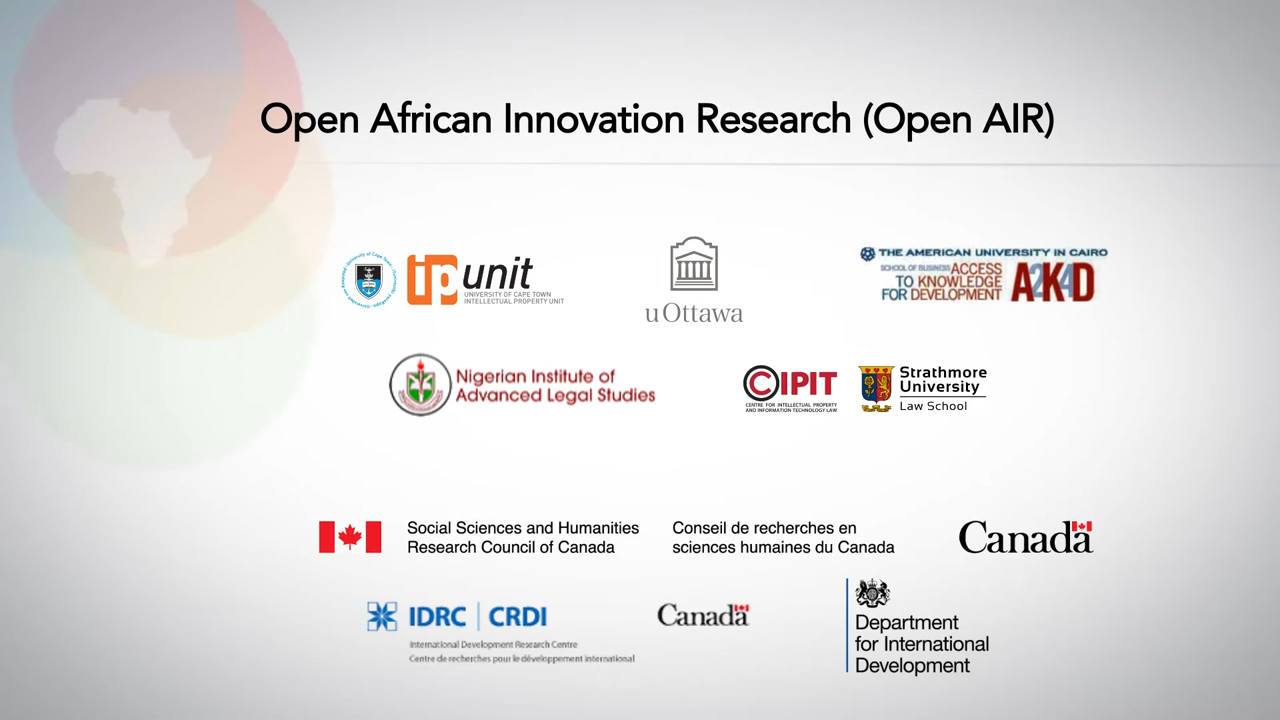 Open African Innovation Research (Open AIR)
ip unit
UNIVERSITY OF CAPE TOWN
INTELLECTUAL PROPERTY UNIT
uOttawa
THE AMERICAN UNIVERSITY IN CAIRO
SCHOOL OF BUSINESS ACCESS
TO KNOWLEDGE
FOR DEVELOPMENT
A2K4D
Nigerian Institute of
Advanced Legal Studies
CIPIT
CENTRE FOR INTELLECTUAL PROPERTY
AND INFORMATION TECHNOLOGY LAW
Strathmore
University
Law School
Social Sciences and Humanities
Research Council of Canada
Conseil de recherches en
sciences humaines du Canada
Canada
IDRC | CRDI
International Development Research Centre
Centre de recherches pour le développement international
Canada
Department
for International
Development